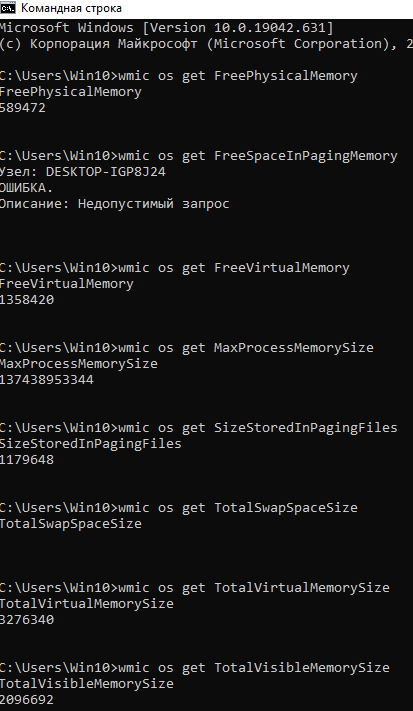 Командная строка
Microsoft Windows [Version 10.0.19042.631]
(c) Корпорация Майкрософт (Microsoft Corporation), 2
C:\Users\Win10>wmic os get FreePhysicalMemory
FreePhysicalMemory
589472
C:\Users\Win10>wmic os get FreeSpaceInPagingMemory
Узел: DESKTOP-IGP8J24
ОШИБКА.
Описание: Недопустимый запрос
C:\Users\Win10>wmic os get FreeVirtualMemory
FreeVirtualMemory
1358420
C:\Users\Win10>wmic os get MaxProcessMemorySize
MaxProcessMemorySize
137438953344
C:\Users\Win10>wmic os get SizeStoredInPagingFiles
SizeStoredInPagingFiles
1179648
C:\Users\Win10>wmic os get TotalSwapSpaceSize
TotalSwapSpaceSize
C:\Users\Win10>wmic os get TotalVirtualMemorySize
TotalVirtualMemorySize
3276340
C:\Users\Win10>wmic os get TotalVisibleMemorySize
TotalVisibleMemorySize
2096692